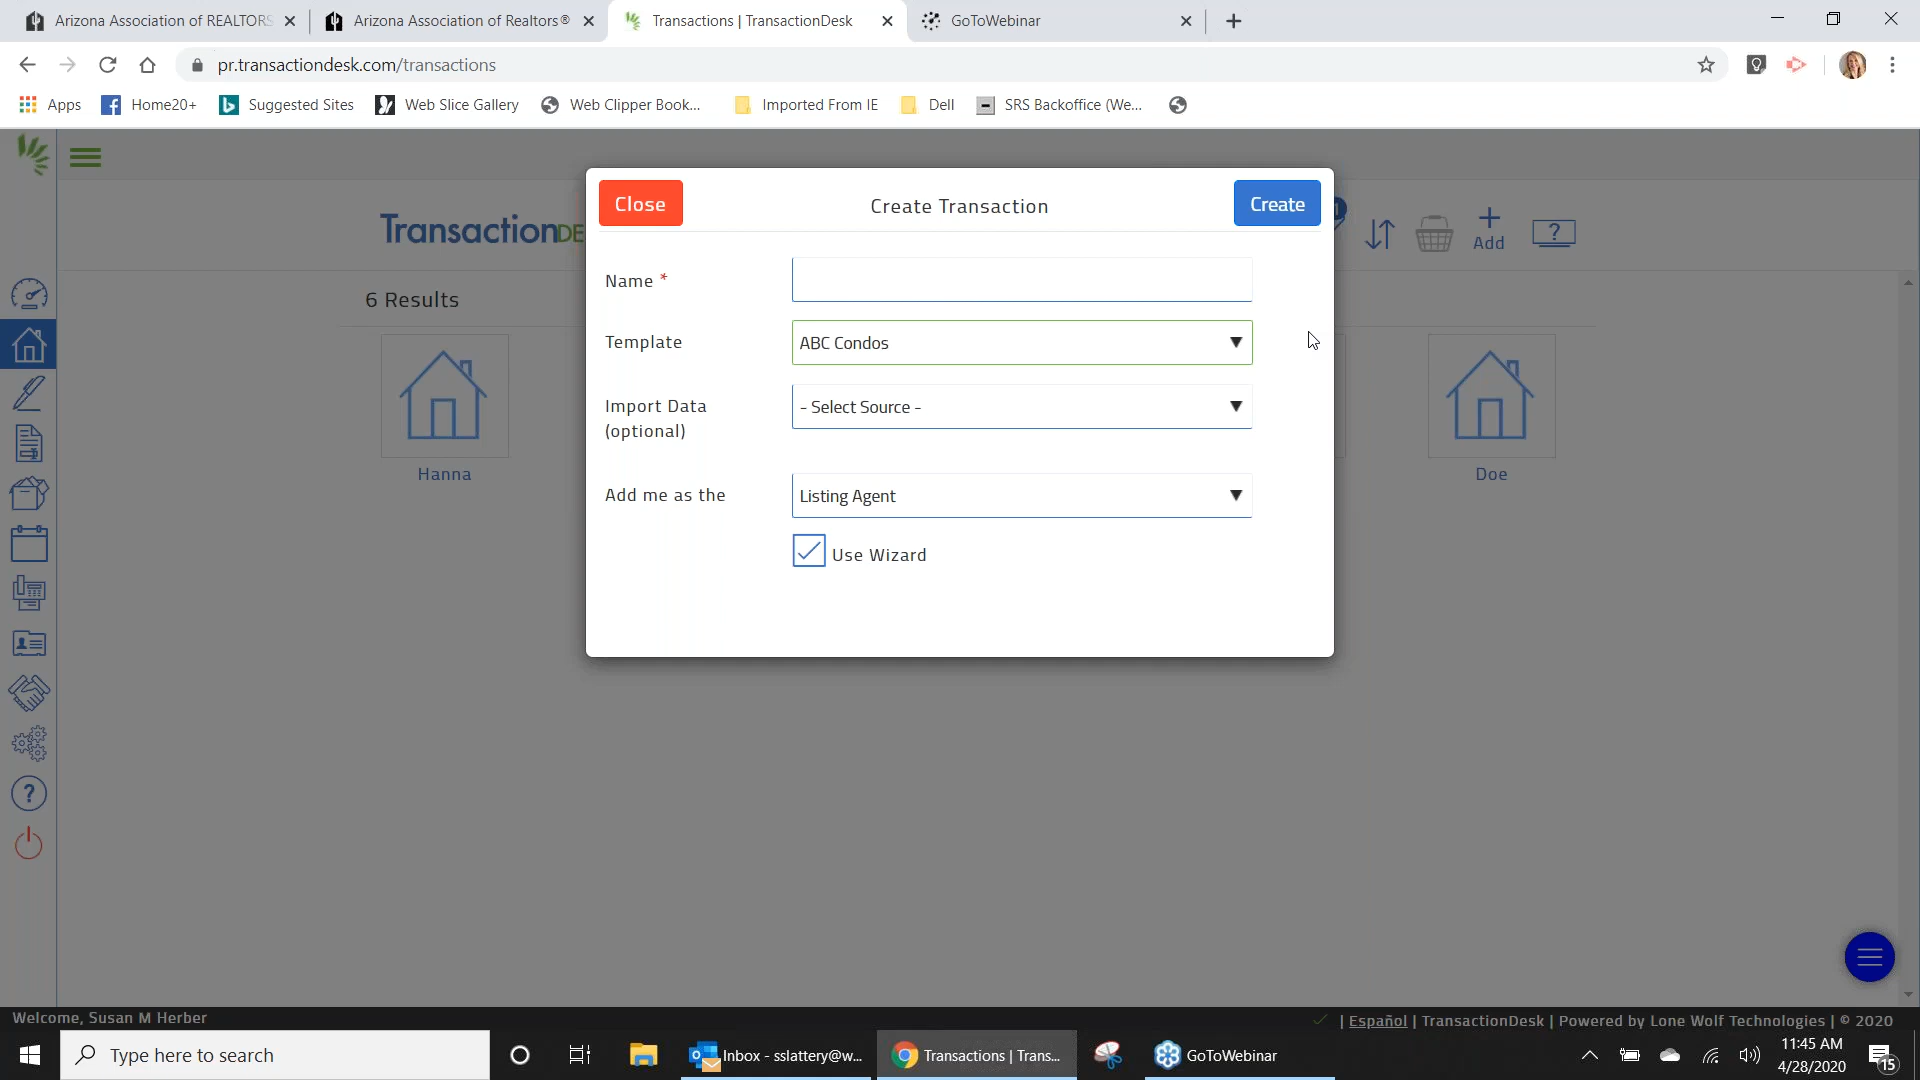 Arizona Association of REALTORS
Arizona Association of Realtors®
Transactions | TransactionDesk
GoToWebinar
pr.transactiondesk.com/transactions
Apps
Home20+
Suggested Sites
Web Slice Gallery
Web Clipper Book...
Imported From IE
Dell
SRS Backoffice (We...
Close
Create Transaction
Create
TransactionDE
1
Add
?
Name *
6 Results
Template
ABC Condos
Import Data
(optional)
- Select Source -
Hanna
Doe
Add me as the
Listing Agent
Use Wizard
?
Welcome, Susan M Herber
| Español | TransactionDesk | Powered by Lone Wolf Technologies | © 2020
Type here to search
Inbox - sslattery@w...
Transactions | Trans...
GoToWebinar
11:45 AM
4/28/2020
15